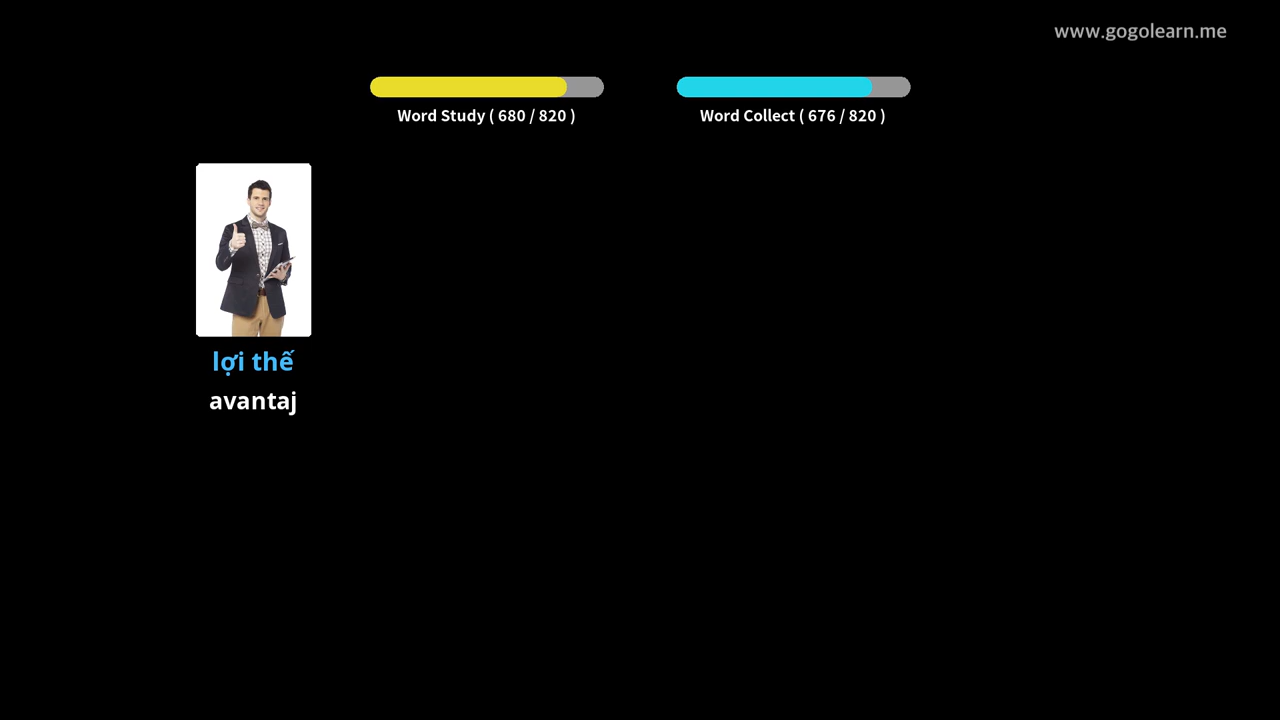 www.gogolearn.me
Word Study ( 680 / 820 )
Word Collect ( 676 / 820 )
lợi thế
avantaj